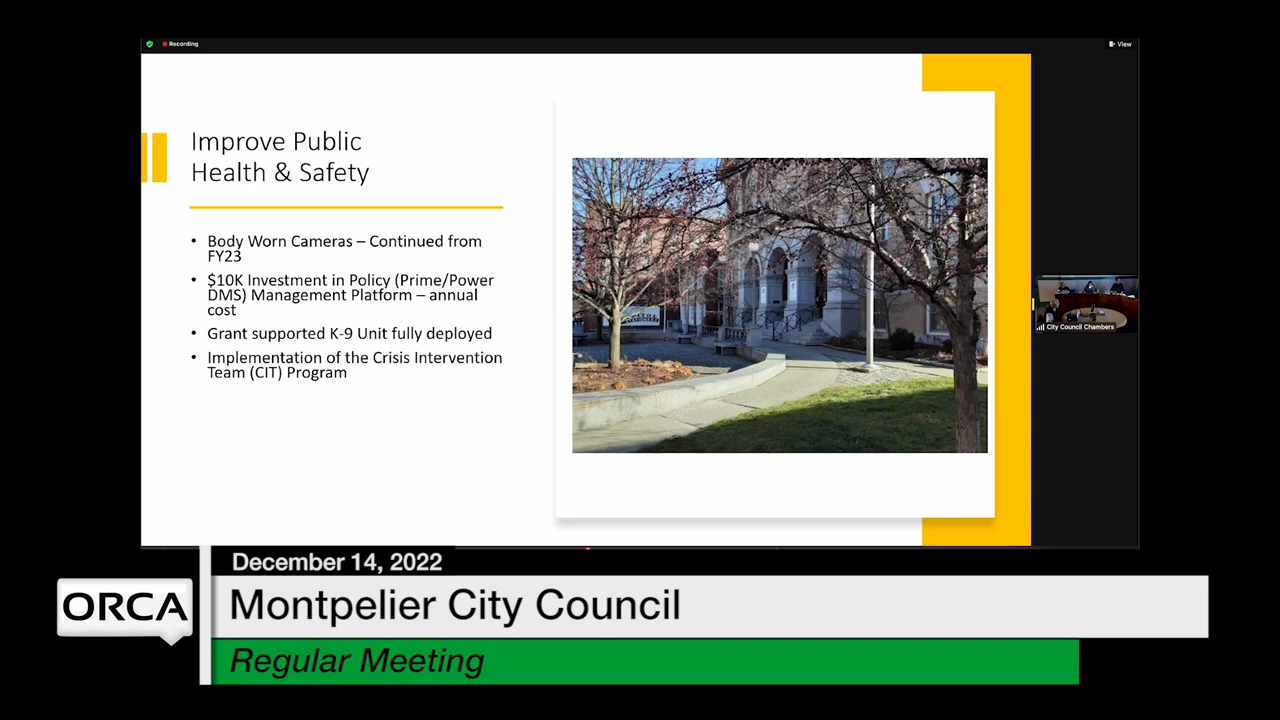 Recording
View
Improve Public
Health & Safety
• Body Worn Cameras – Continued from
FY23
• $10K Investment in Policy (Prime/Power
DMS) Management Platform – annual
cost
• Grant supported K-9 Unit fully deployed
• Implementation of the Crisis Intervention
Team (CIT) Program
City Council Chambers
December 14, 2022
ORCA
Montpelier City Council
Regular Meeting